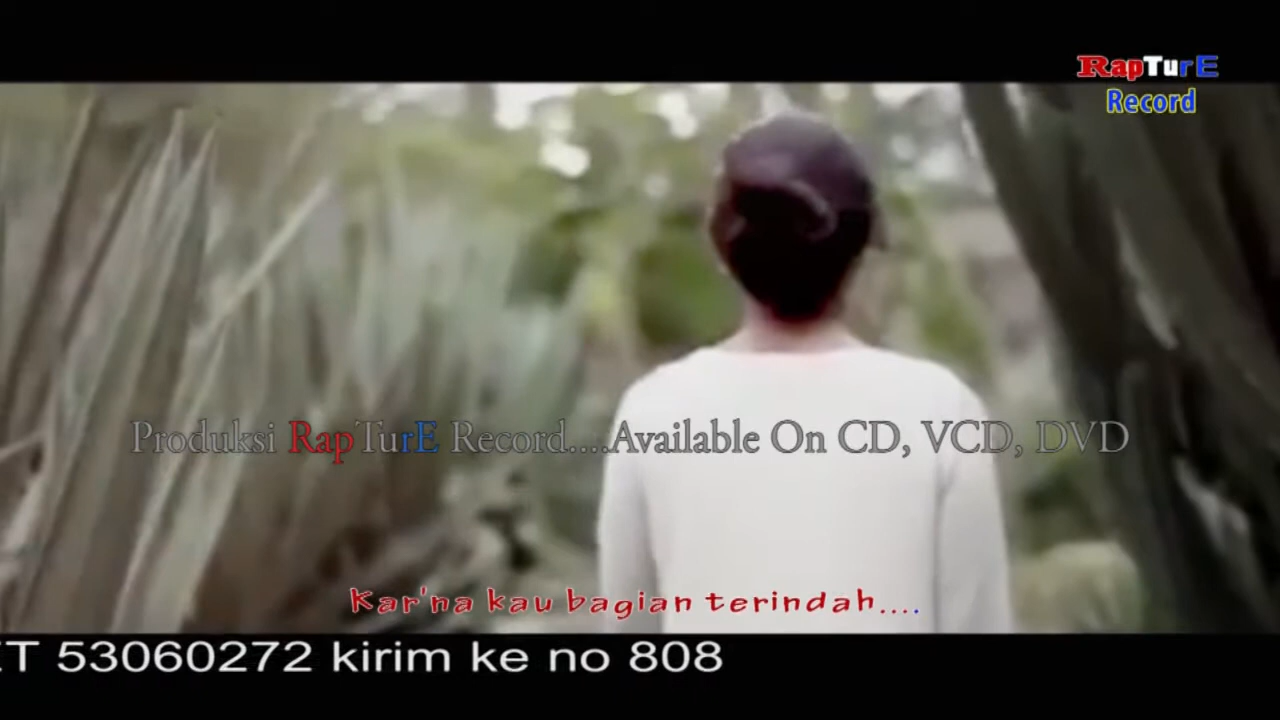 RapTurE
Record
Produksi RapTurE Record....Available On CD, VCD, DVD
Kar'na kau bagian terindah....
ET 53060272 kirim ke no 808